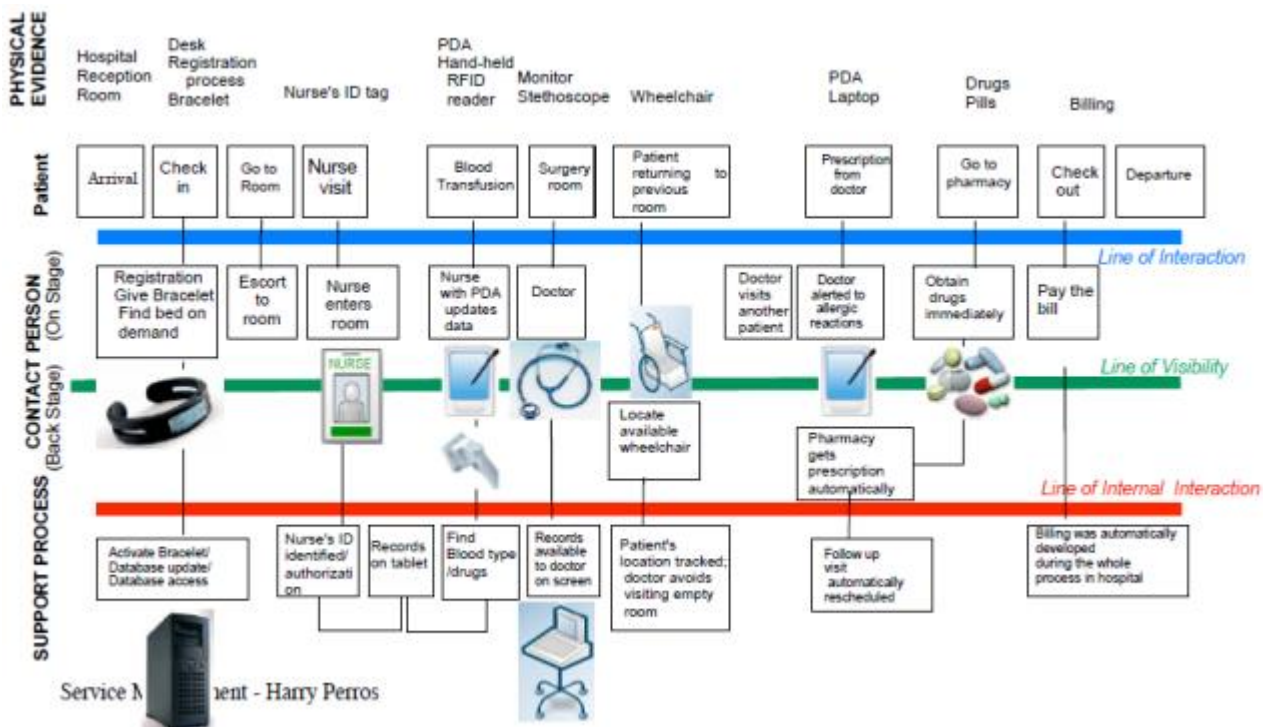 PHYSICAL
EVIDENCE
Hospital
Reception
Room
Desk
Registration
process
Bracelet
Nurse's ID tag
PDA
Hand-held
RFID
reader
Monitor
Stethoscope
Wheelchair
PDA
Laptop
Drugs
Pills
Billing
Patient
Arrival
Check
in
Go to
Room
Nurse
visit
Blood
Transfusion
Surgery
room
Patient
returning to
previous
room
Prescription
from
doctor
Go to
pharmacy
Check
out
Departure
Line of Interaction
CONTACT PERSON
(On Stage)
(Back Stage)
Registration
Give Bracelet
Find bed on
demand
Escort
to
room
Nurse
enters
room
Nurse
with PDA
updates
data
Doctor
Doctor
visits
another
patient
Doctor
alerted to
allergic
reactions
Obtain
drugs
immediately
Pay the
bill
NURSE
Line of Visibility
Locate
available
wheelchair
Pharmacy
gets
prescription
automatically
Line of Internal Interaction
SUPPORT PROCESS
Activate Bracelet/
Database update/
Database access
Nurse's ID
identified/
authorizati
on
Records
on tablet
Find
Blood type
/drugs
Records
available
to doctor
on screen
Patient's
location tracked;
doctor avoids
visiting empty
room
Follow up
visit
automatically
rescheduled
Billing was automatically
developed
during the whole
process in hospital
Service M ment - Harry Perros